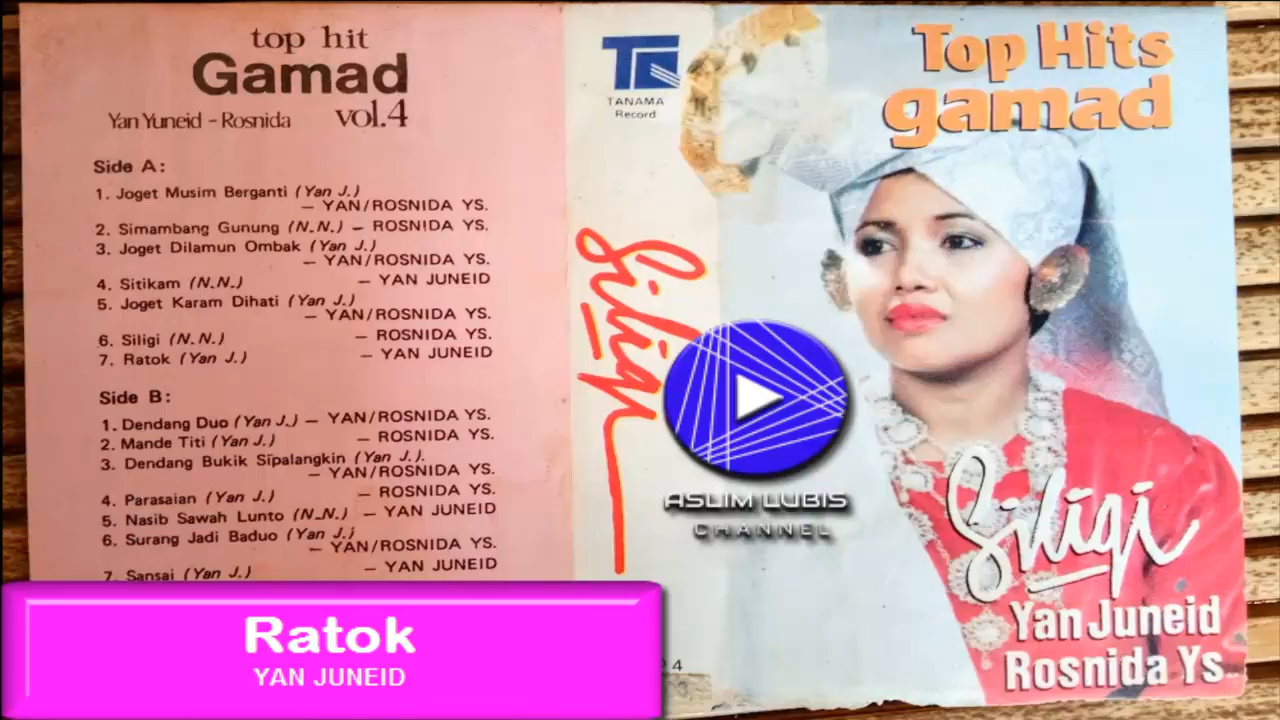 top hit
Gamad
Yan Yuneid - Rosnida vol.4
Side A:
1. Joget Musim Berganti (Yan J.)
— YAN/ROSNIDA YS.
2. Simambang Gunung (N.N.) — ROSNIDA YS.
3. Joget Dilamun Ombak (Yan J.)
— YAN/ROSNIDA YS.
4. Sitikam (N.N.) — YAN JUNEID
5. Joget Karam Dihati (Yan J.)
— YAN/ROSNIDA YS.
6. Siligi (N.N.) — ROSNIDA YS.
7. Ratok (Yan J.) — YAN JUNEID
Side B:
1. Dendang Duo (Yan J.) — YAN/ROSNIDA YS.
2. Mande Titi (Yan J.) — ROSNIDA YS.
3. Dendang Bukik Sipalangkin (Yan J.).
— YAN/ROSNIDA YS.
4. Parasaian (Yan J.) — ROSNIDA YS.
5. Nasib Sawah Lunto (N.N.) — YAN JUNEID
6. Surang Jadi Baduo (Yan J.)
— YAN/ROSNIDA YS.
7. Sansai (Yan J.) — YAN JUNEID
Ratok
YAN JUNEID
TANAMA
Record
Siligi
ASLIM LUBIS
CHANNEL
Top Hits
gamad
Siligi
Yan Juneid
Rosnida Ys